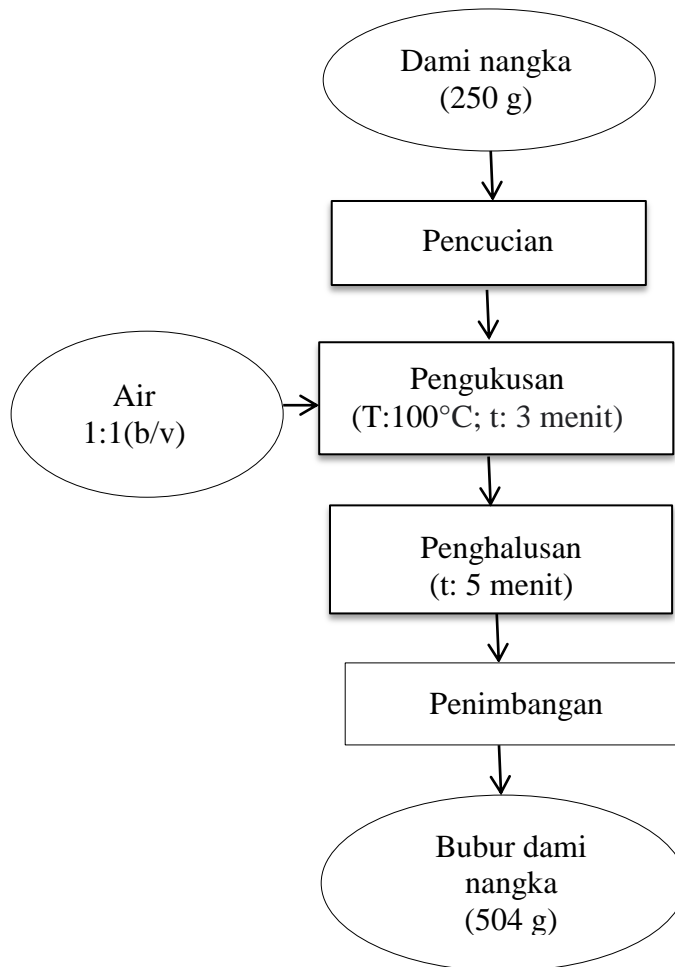 Dami nangka
(250 g)
Pencucian
Air
1:1(b/v)
Pengukusan
(T:100°C; t: 3 menit)
Penghalusan
(t: 5 menit)
Penimbangan
Bubur dami
nangka
(504 g)